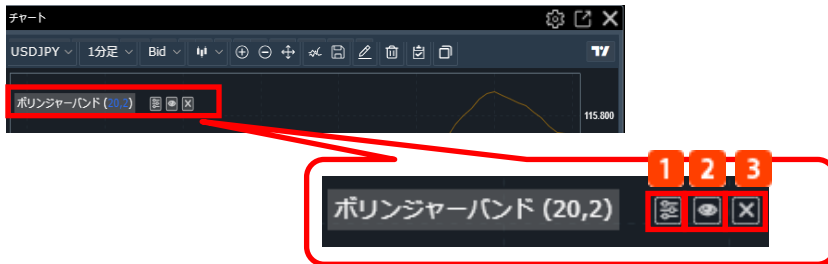 チャート
USDJPY 1分足 Bid
ボリンジャーバンド (20,2)
115.800
1 2 3
ボリンジャーバンド (20,2)